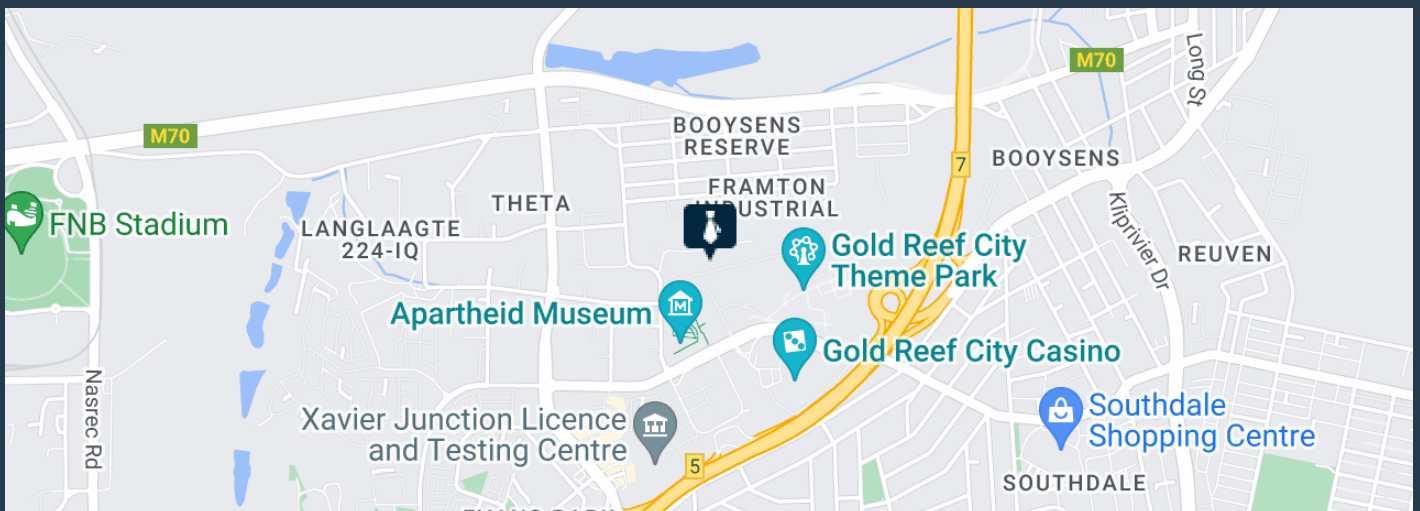 M70
Long St
M70
BOOYSENS
RESERVE
7
BOOYSENS
FRAMTON
INDUSTRIAL
THETA
Klipriviier Dr
FNB Stadium
LANGLAAGTE
224-IQ
Gold Reef City
Theme Park
REUVEN
Apartheid Museum
M
Gold Reef City Casino
Nasrec Rd
Xavier Junction Licence
and Testing Centre
Southdale
Shopping Centre
5
SOUTHDALE